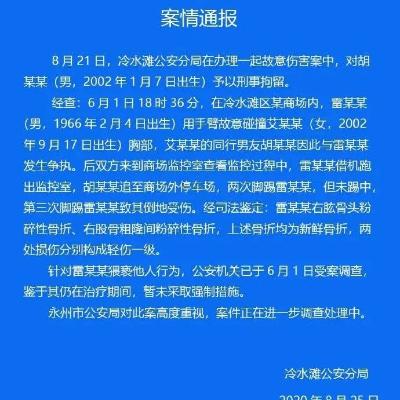 案情通报
8月21日，冷水滩公安分局在办理一起故意伤害案中，对胡
某某（男，2002年1月7日出生）予以刑事拘留。
经查：6月1日18时36分，在冷水滩区某商场内，雷某某
（男，1966年2月4日出生）用手臂故意碰撞艾某某（女，2002
年9月17日出生）胸部，艾某某的同行男友胡某某因此与雷某某
发生争执。后双方来到商场监控室查看监控过程中，雷某某借机跑
出监控室，胡某某追至商场外停车场，两次脚踢雷某某，但未踢中，
第三次脚踢雷某某致其倒地受伤。经司法鉴定：雷某某右肱骨头粉
碎性骨折、右股骨粗隆间粉碎性骨折，上述骨折均为新鲜骨折，两
处损伤分别构成轻伤一级。
针对雷某某猥亵他人行为，公安机关已于6月1日受案调查，
鉴于其仍在治疗期间，暂未采取强制措施。
永州市公安局对此案高度重视，案件正在进一步调查处理中。
冷水滩公安分局
2020年8月25日